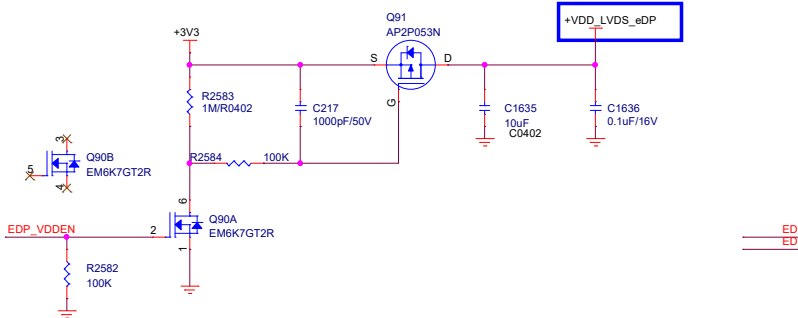 Q91
AP2P053N
+VDD_LVDS_eDP
+3V3
S
D
G
R2583
1M/R0402
C217
1000pF/50V
C1635
10uF
C0402
C1636
0.1uF/16V
3
Q90B
EM6K7GT2R
5
4
R2584
100K
6
Q90A
EM6K7GT2R
EDP_VDDEN
2
1
R2582
100K
ED
ED